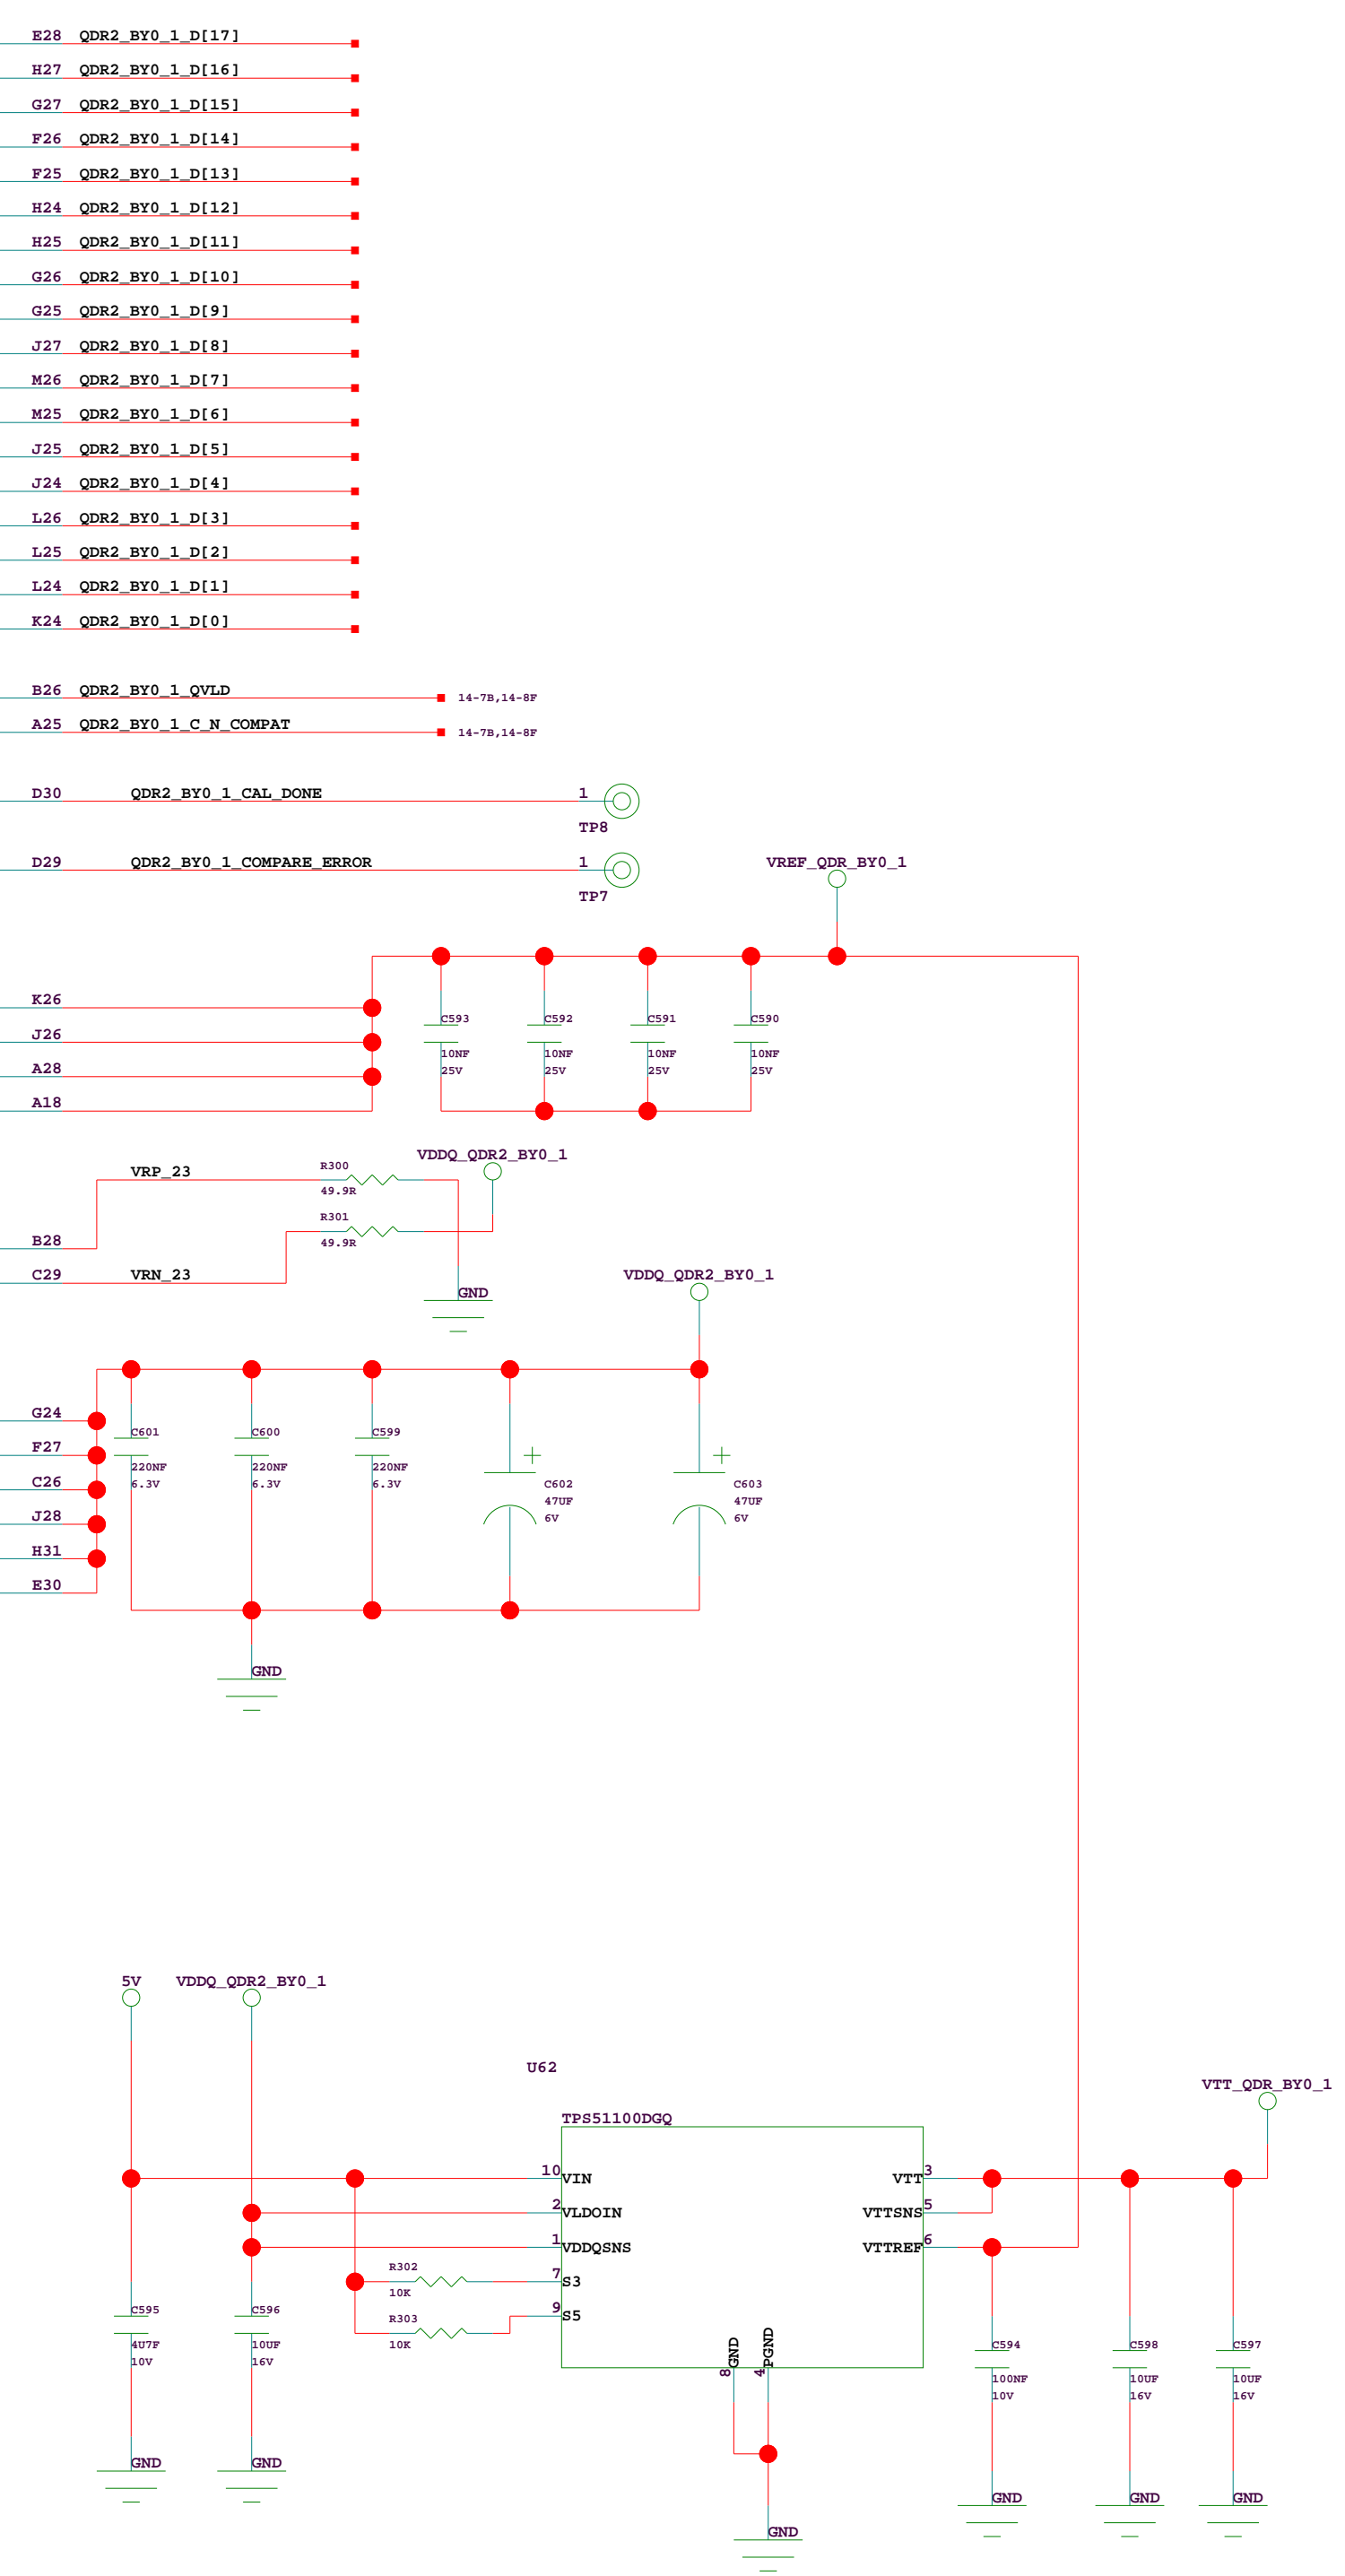 E28 QDR2_BY0_1_D[17]
H27 QDR2_BY0_1_D[16]
G27 QDR2_BY0_1_D[15]
F26 QDR2_BY0_1_D[14]
F25 QDR2_BY0_1_D[13]
H24 QDR2_BY0_1_D[12]
H25 QDR2_BY0_1_D[11]
G26 QDR2_BY0_1_D[10]
G25 QDR2_BY0_1_D[9]
J27 QDR2_BY0_1_D[8]
M26 QDR2_BY0_1_D[7]
M25 QDR2_BY0_1_D[6]
J25 QDR2_BY0_1_D[5]
J24 QDR2_BY0_1_D[4]
L26 QDR2_BY0_1_D[3]
L25 QDR2_BY0_1_D[2]
L24 QDR2_BY0_1_D[1]
K24 QDR2_BY0_1_D[0]
B26 QDR2_BY0_1_QVLD 14-7B,14-8F
A25 QDR2_BY0_1_C_N_COMPAT 14-7B,14-8F
D30 QDR2_BY0_1_CAL_DONE 1
TP8
D29 QDR2_BY0_1_COMPARE_ERROR 1
TP7
VREF_QDR_BY0_1
K26
J26
A28
A18
C593 C592 C591 C590
10NF 10NF 10NF 10NF
25V 25V 25V 25V
VDDQ_QDR2_BY0_1
VRP_23 R300
49.9R
R301
49.9R
B28
C29 VRN_23
GND
VDDQ_QDR2_BY0_1
G24
F27
C26
J28
H31
E30
C601 C600 C599
220NF 220NF 220NF
6.3V 6.3V 6.3V
C602 C603
47UF 47UF
6V 6V
GND
5V VDDQ_QDR2_BY0_1
U62
VTT_QDR_BY0_1
TPS51100DGQ
10 VIN VTT 3
2 VLDOIN VTTSNS 5
1 VDDQSNS VTTREF 6
R302
10K
7 S3
R303
10K
9 S5
GND PGND
8 4
C595 C596
4U7F 10UF
10V 16V
C594 C598 C597
100NF 10UF 10UF
10V 16V 16V
GND GND
GND GND GND
GND